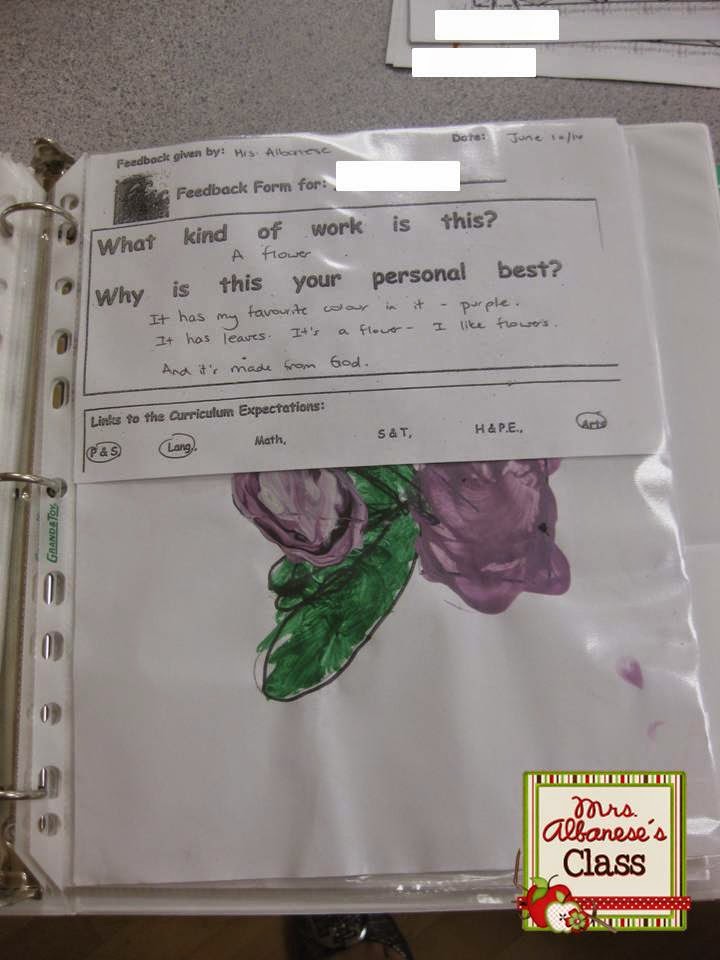 Feedback given by: Mrs. Albanese Date: June 10/14
Feedback Form for:
What kind of work is this?
A flower
Why is this your personal best?
It has my favourite colour in it - purple.
It has leaves. It's a flower - I like flowers.
And it's made from God.
Links to the Curriculum Expectations:
P & S, Lang., Math, S & T, H & P.E., Arts
GRAND&TOY
Mrs.
Albanese's
Class